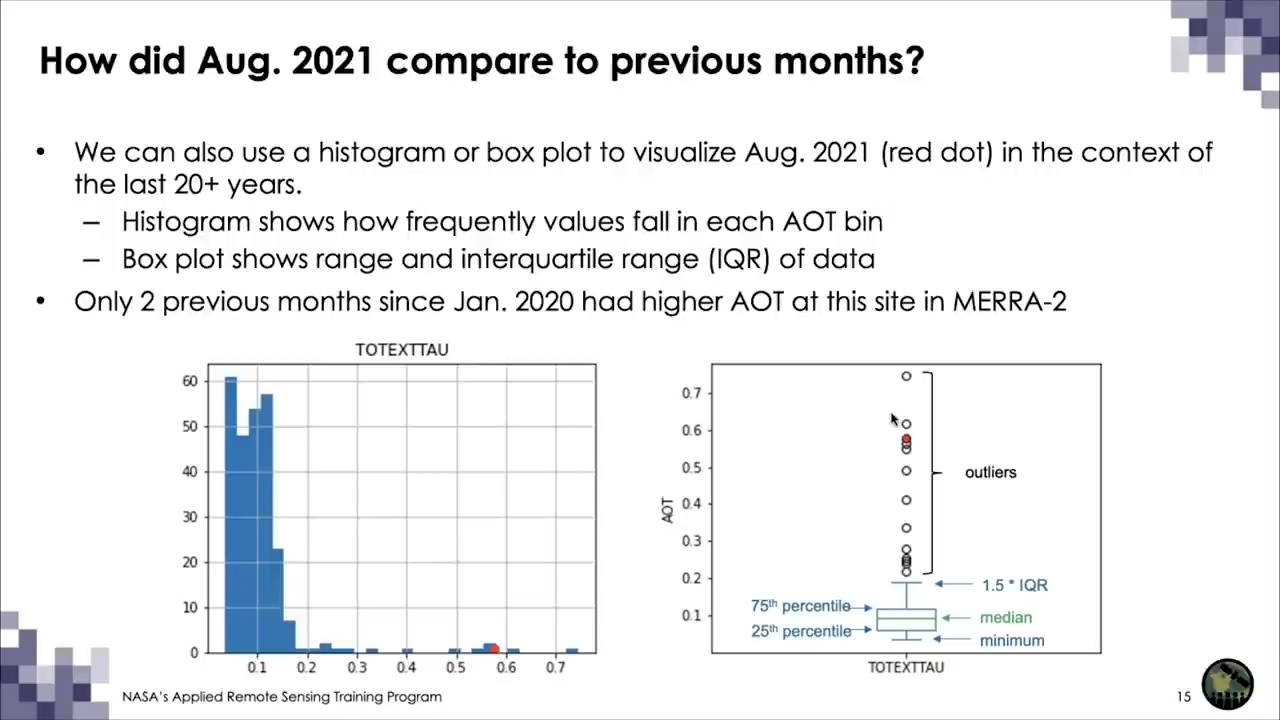 How did Aug. 2021 compare to previous months?
• We can also use a histogram or box plot to visualize Aug. 2021 (red dot) in the context of
the last 20+ years.
– Histogram shows how frequently values fall in each AOT bin
– Box plot shows range and interquartile range (IQR) of data
• Only 2 previous months since Jan. 2020 had higher AOT at this site in MERRA-2
TOTEXTTAU
60
50
40
30
20
10
0
0.1 0.2 0.3 0.4 0.5 0.6 0.7
AOT
0.7
0.6
0.5
0.4
0.3
0.2
0.1
outliers
1.5 * IQR
75th percentile
median
25th percentile
minimum
TOTEXTTAU
NASA's Applied Remote Sensing Training Program
15